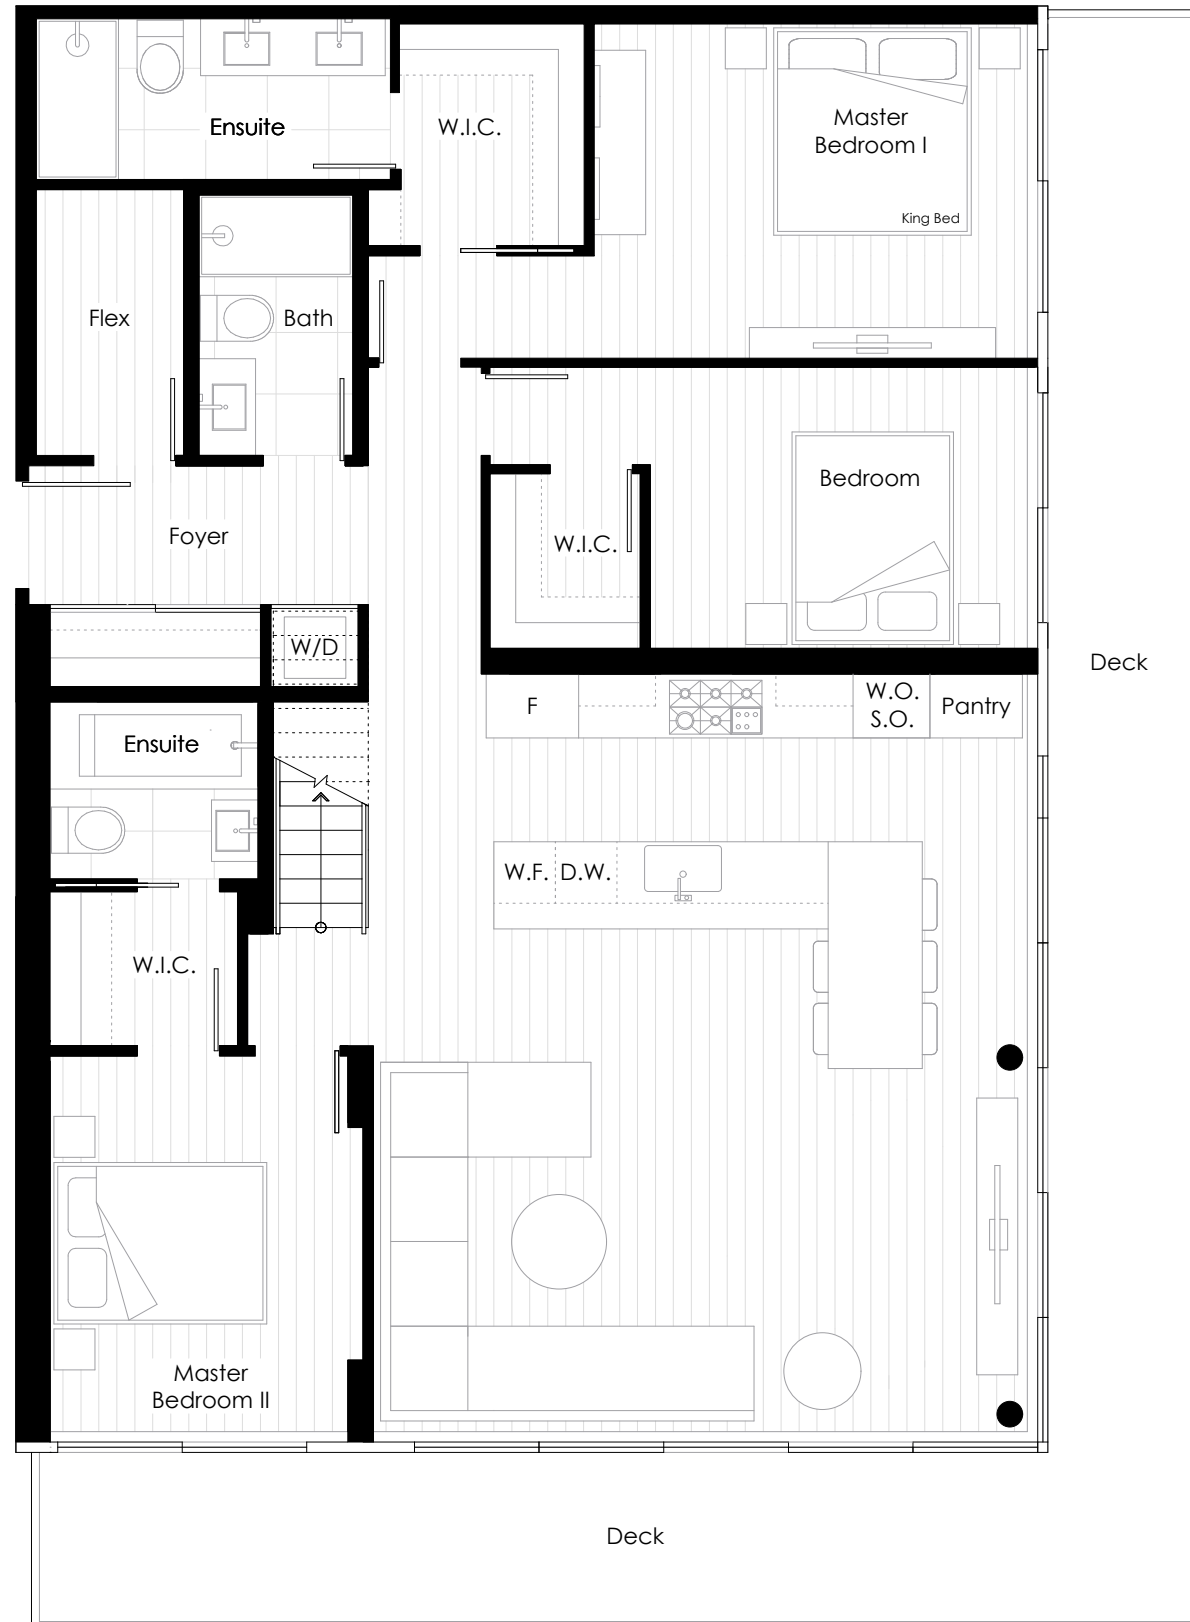 Ensuite
W.I.C.
Master
Bedroom I
King Bed
Flex
Bath
Bedroom
Foyer
W.I.C.
W/D
Deck
F
W.O.
S.O.
Pantry
Ensuite
W.F.
D.W.
W.I.C.
Master
Bedroom II
Deck